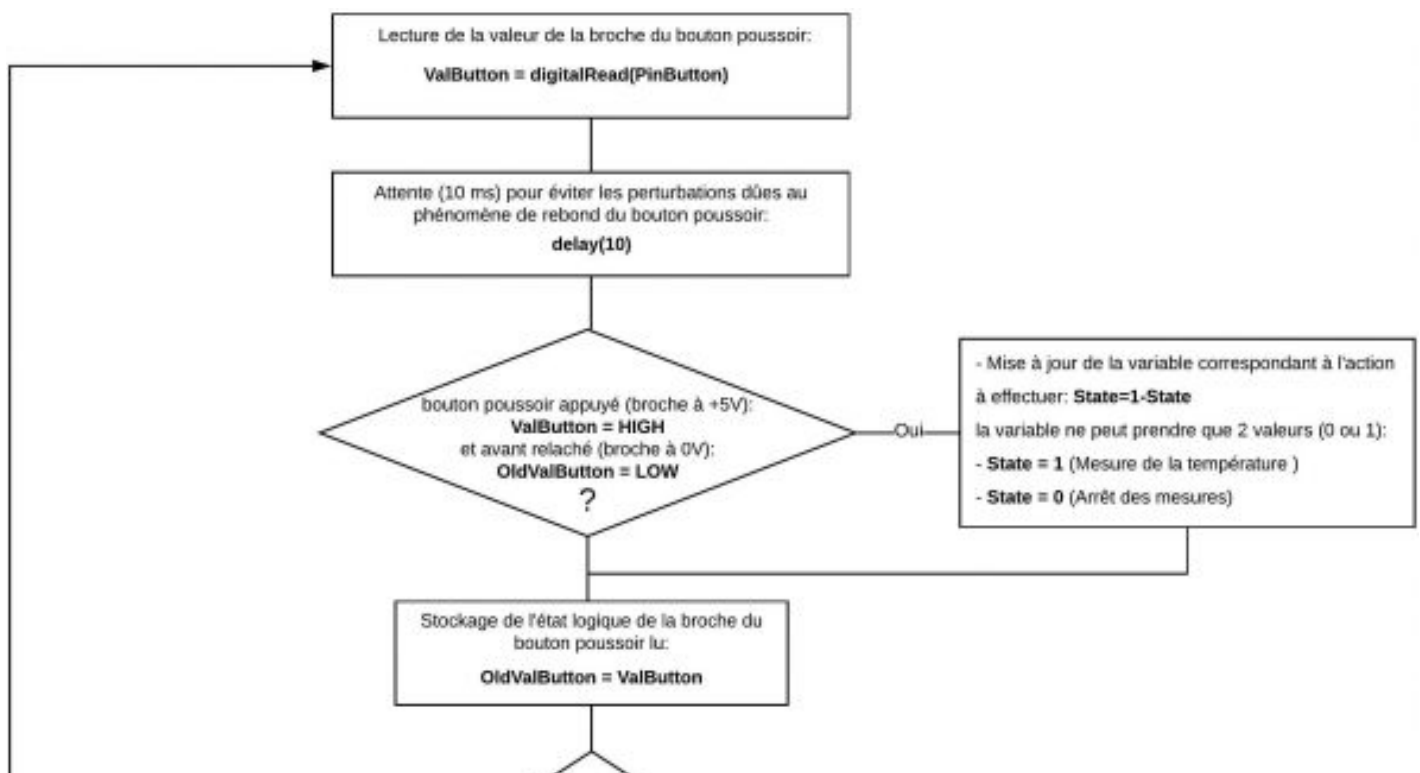 Lecture de la valeur de la broche du bouton poussoir:
ValButton = digitalRead(PinButton)
Attente (10 ms) pour éviter les perturbations dûes au
phénomène de rebond du bouton poussoir:
delay(10)
bouton poussoir appuyé (broche à +5V):
ValButton = HIGH
et avant relaché (broche à 0V):
OldValButton = LOW
?
Oui
- Mise à jour de la variable correspondant à l'action
à effectuer: State=1-State
la variable ne peut prendre que 2 valeurs (0 ou 1):
- State = 1 (Mesure de la température )
- State = 0 (Arrêt des mesures)
Stockage de l'état logique de la broche du
bouton poussoir lu:
OldValButton = ValButton